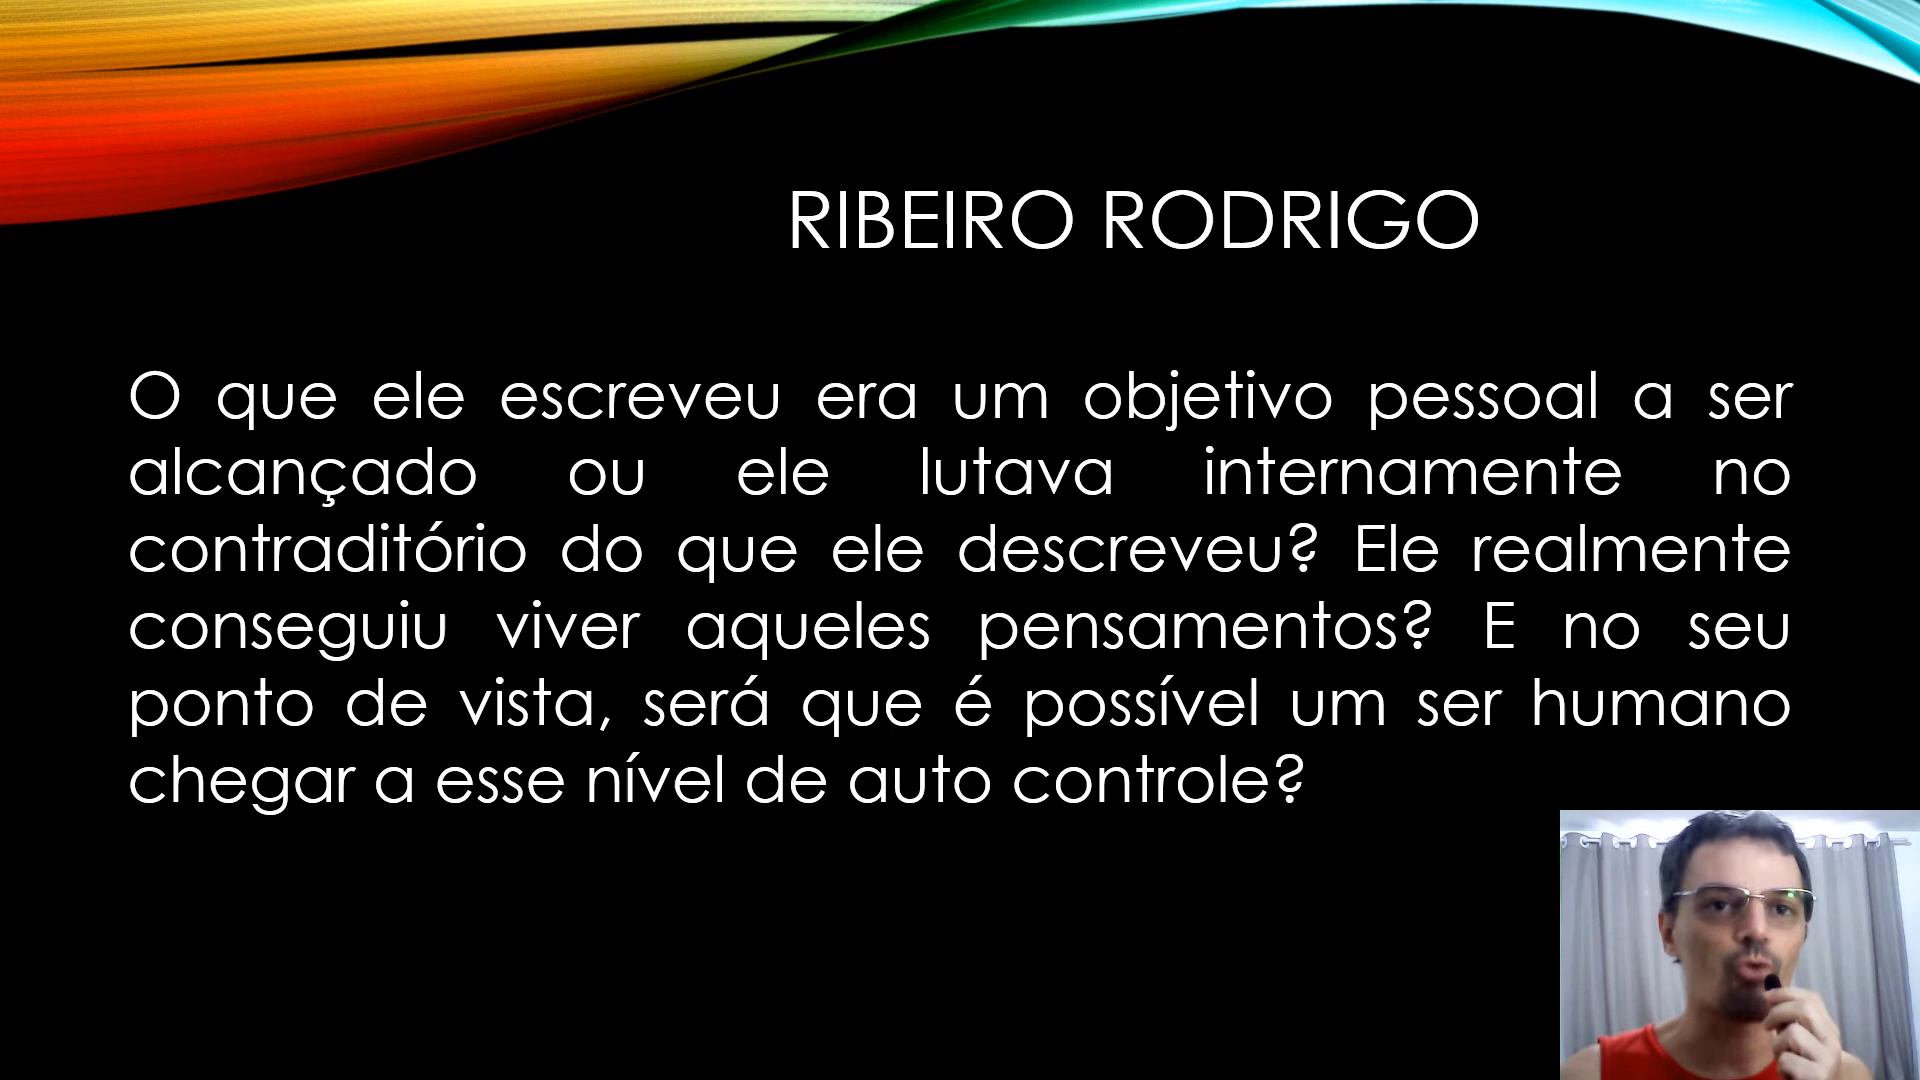 RIBEIRO RODRIGO
O que ele escreveu era um objetivo pessoal a ser
alcançado ou ele lutava internamente no
contraditório do que ele descreveu? Ele realmente
conseguiu viver aqueles pensamentos? E no seu
ponto de vista, será que é possível um ser humano
chegar a esse nível de auto controle?